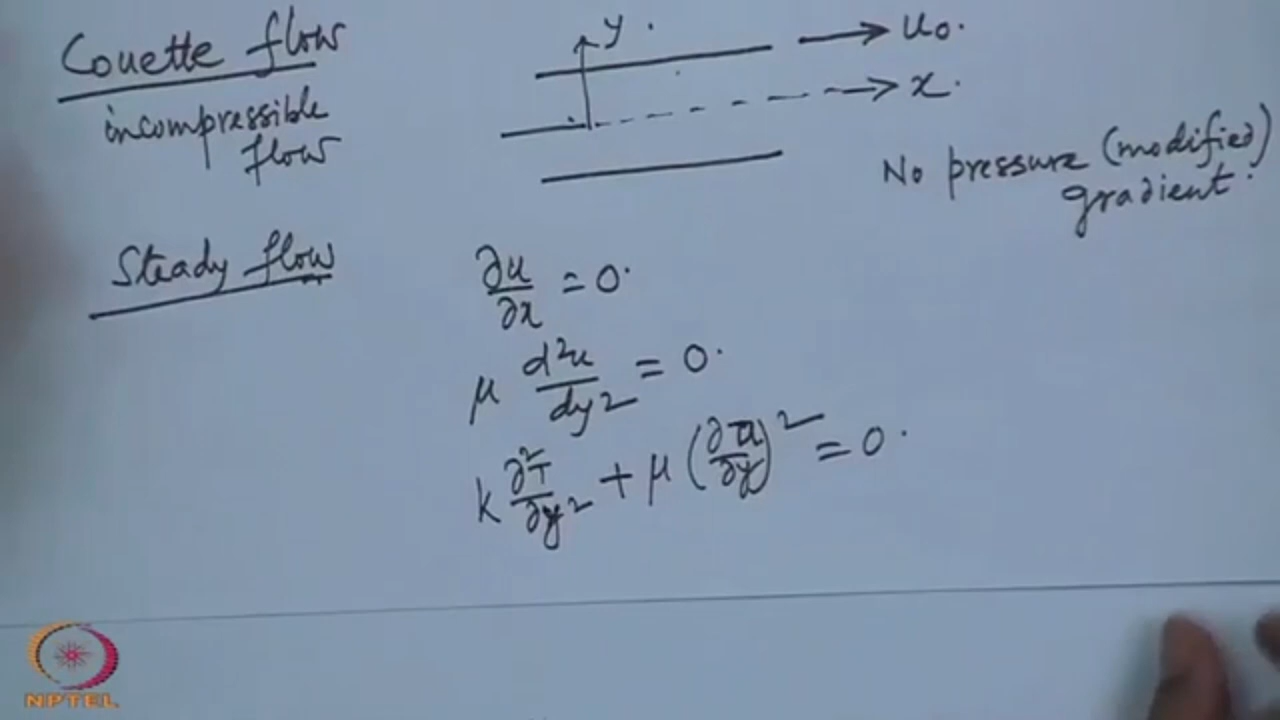 Couette flow
incompressible
flow
y.
u₀.
x.
No pressure (modified)
gradient.
Steady flow
∂u/∂x = 0.
μ d²u/dy² = 0.
k ∂²T/∂y² + μ (∂u/∂y)² = 0.
NPTEL